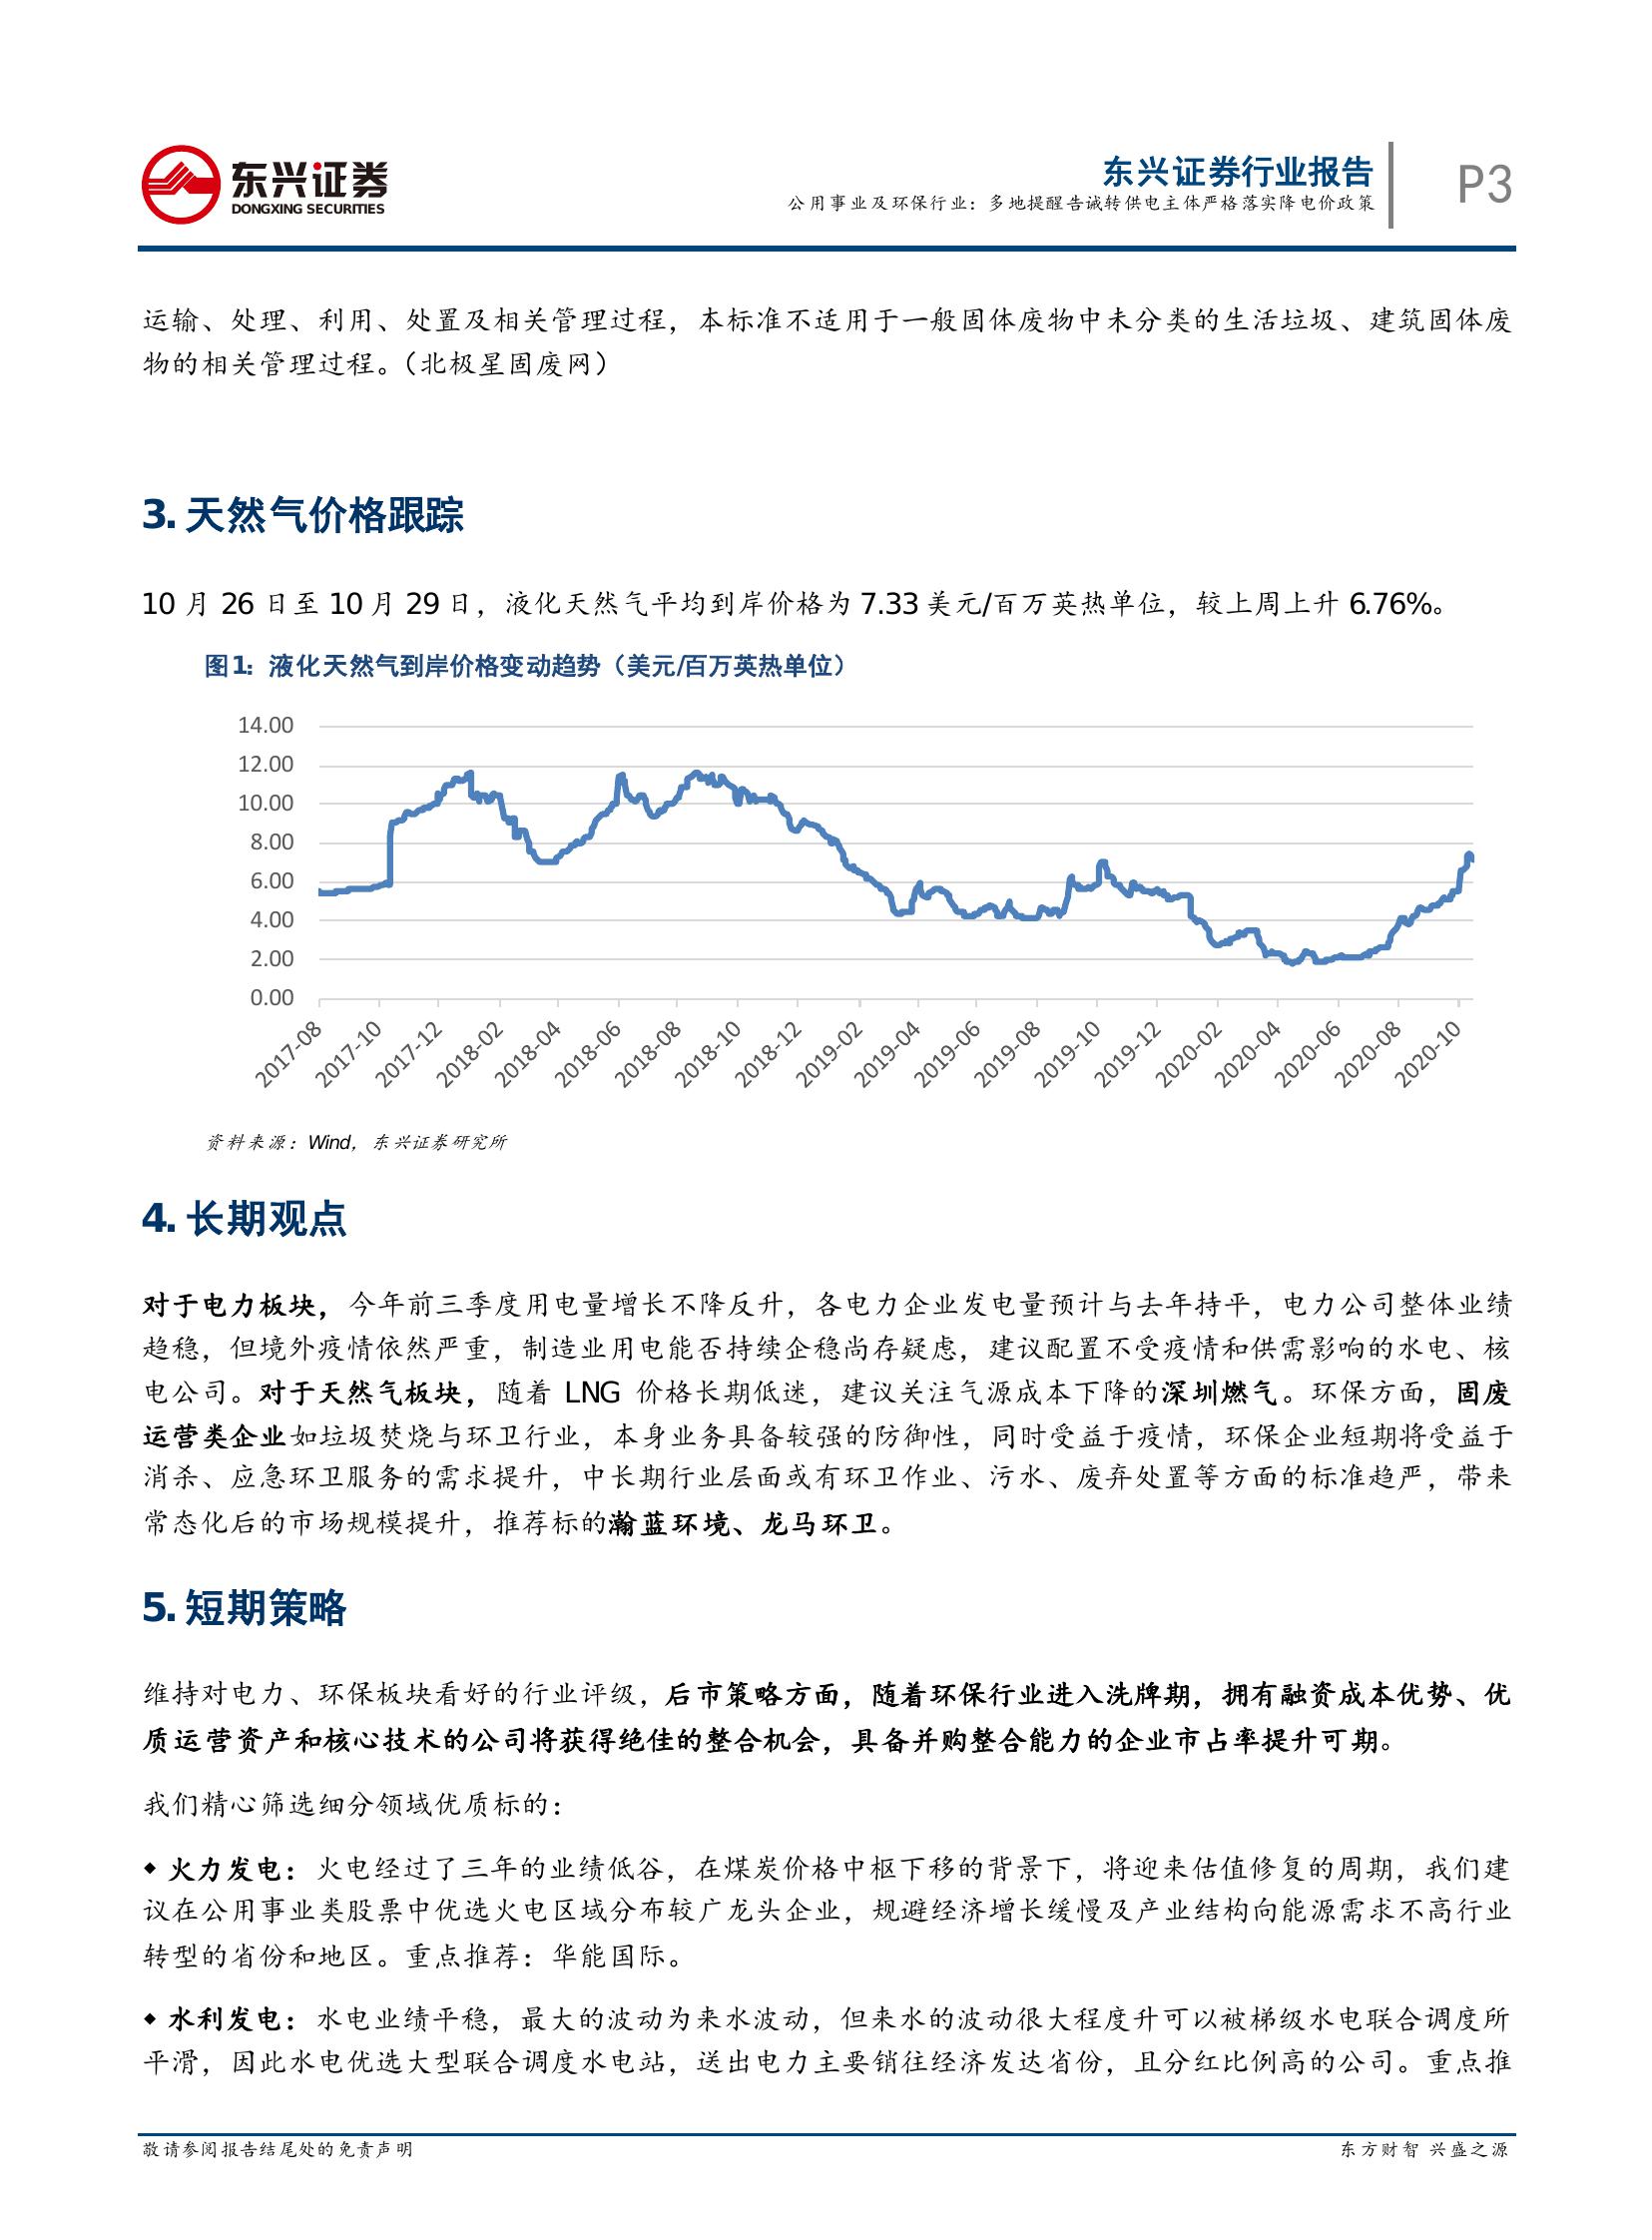 东兴证券
DONGXING SECURITIES
东兴证券行业报告
公用事业及环保行业：多地提醒告诫转供电主体严格落实降电价政策
P3
运输、处理、利用、处置及相关管理过程，本标准不适用于一般固体废物中未分类的生活垃圾、建筑固体废
物的相关管理过程。（北极星固废网）
3. 天然气价格跟踪
10 月 26 日至 10 月 29 日，液化天然气平均到岸价格为 7.33 美元/百万英热单位，较上周上升 6.76%。
图1: 液化天然气到岸价格变动趋势（美元/百万英热单位）
14.00
12.00
10.00
8.00
6.00
4.00
2.00
0.00
2017-08
2017-10
2017-12
2018-02
2018-04
2018-06
2018-08
2018-10
2018-12
2019-02
2019-04
2019-06
2019-08
2019-10
2019-12
2020-02
2020-04
2020-06
2020-08
2020-10
资料来源：Wind，东兴证券研究所
4. 长期观点
对于电力板块，今年前三季度用电量增长不降反升，各电力企业发电量预计与去年持平，电力公司整体业绩
趋稳，但境外疫情依然严重，制造业用电能否持续企稳尚存疑虑，建议配置不受疫情和供需影响的水电、核
电公司。对于天然气板块，随着 LNG 价格长期低迷，建议关注气源成本下降的深圳燃气。环保方面，固废
运营类企业如垃圾焚烧与环卫行业，本身业务具备较强的防御性，同时受益于疫情，环保企业短期将受益于
消杀、应急环卫服务的需求提升，中长期行业层面或有环卫作业、污水、废弃处置等方面的标准趋严，带来
常态化后的市场规模提升，推荐标的瀚蓝环境、龙马环卫。
5. 短期策略
维持对电力、环保板块看好的行业评级，后市策略方面，随着环保行业进入洗牌期，拥有融资成本优势、优
质运营资产和核心技术的公司将获得绝佳的整合机会，具备并购整合能力的企业市占率提升可期。
我们精心筛选细分领域优质标的：
◆ 火力发电：火电经过了三年的业绩低谷，在煤炭价格中枢下移的背景下，将迎来估值修复的周期，我们建
议在公用事业类股票中优选火电区域分布较广龙头企业，规避经济增长缓慢及产业结构向能源需求不高行业
转型的省份和地区。重点推荐：华能国际。
◆ 水利发电：水电业绩平稳，最大的波动为来水波动，但来水的波动很大程度升可以被梯级水电联合调度所
平滑，因此水电优选大型联合调度水电站，送出电力主要销往经济发达省份，且分红比例高的公司。重点推
敬请参阅报告结尾处的免责声明
东方财智 兴盛之源